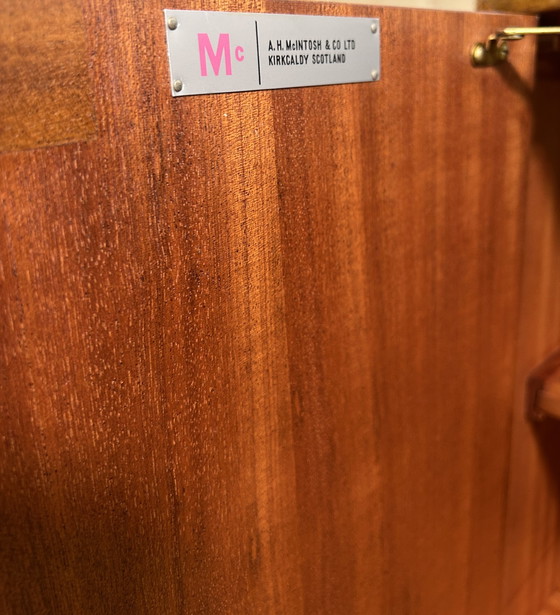 Mc
A.H. McINTOSH & CO LTD
KIRKCALDY SCOTLAND